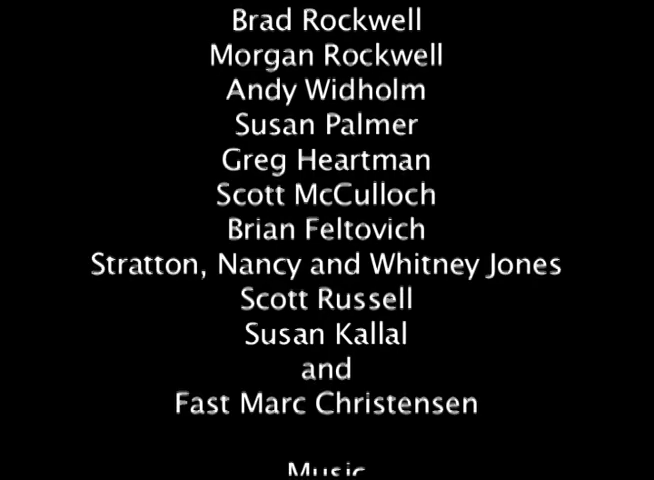 Brad Rockwell
Morgan Rockwell
Andy Widholm
Susan Palmer
Greg Heartman
Scott McCulloch
Brian Feltovich
Stratton, Nancy and Whitney Jones
Scott Russell
Susan Kallal
and
Fast Marc Christensen
Music